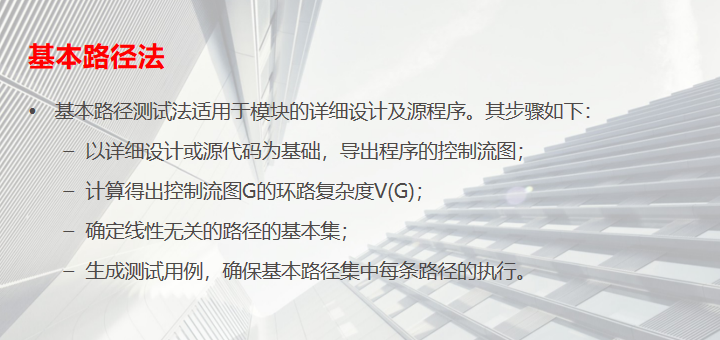 基本路径法
• 基本路径测试法适用于模块的详细设计及源程序。其步骤如下：
– 以详细设计或源代码为基础，导出程序的控制流图；
– 计算得出控制流图G的环路复杂度V(G)；
– 确定线性无关的路径的基本集；
– 生成测试用例，确保基本路径集中每条路径的执行。